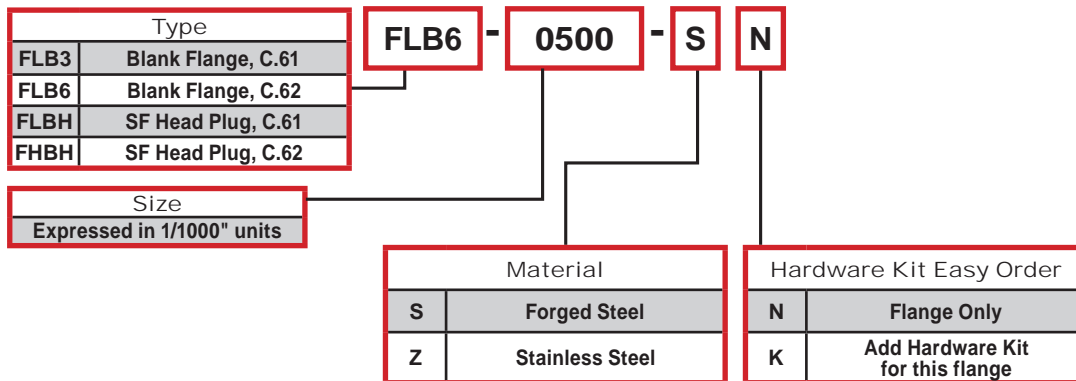 Type
FLB3 Blank Flange, C.61
FLB6 Blank Flange, C.62
FLBH SF Head Plug, C.61
FHBH SF Head Plug, C.62
FLB6 - 0500 - S N
Size
Expressed in 1/1000" units
Material
S Forged Steel
Z Stainless Steel
Hardware Kit Easy Order
N Flange Only
K Add Hardware Kit
for this flange